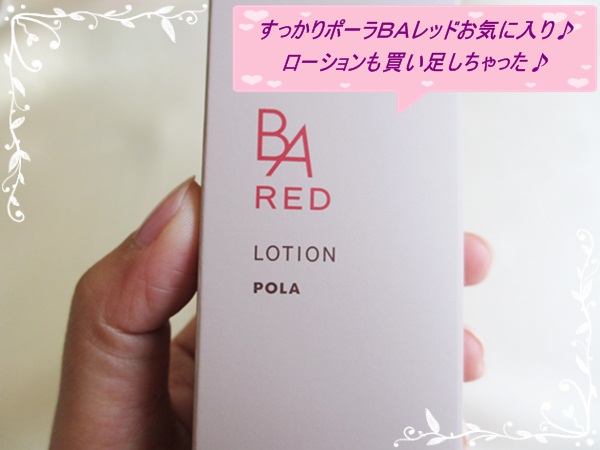 すっかりポーラＢＡレッドお気に入り♪
ローションも買い足しちゃった♪
BA
RED
LOTION
POLA